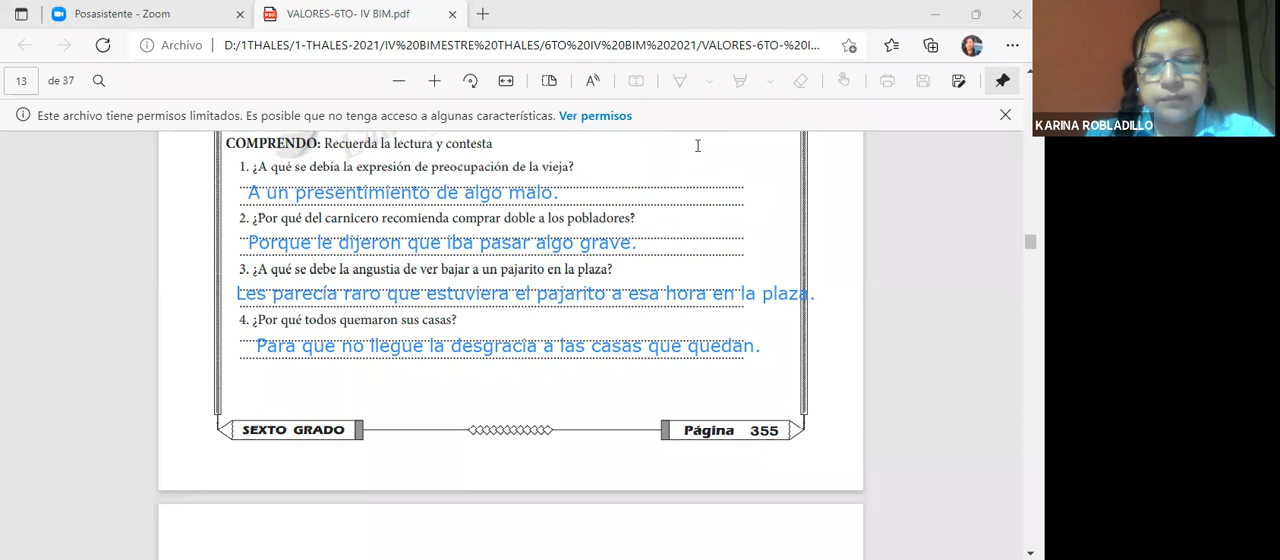 Posasistente - Zoom
VALORES-6TO- IV BIM.pdf
Archivo
D:/1THALES/1-THALES-2021/IV%20BIMESTRE%20THALES/6TO%20IV%20BIM%202021/VALORES-6TO-%20I...
13 de 37
Este archivo tiene permisos limitados. Es posible que no tenga acceso a algunas características. Ver permisos
KARINA ROBLADILLO
COMPRENDO: Recuerda la lectura y contesta
1. ¿A qué se debía la expresión de preocupación de la vieja?
A un presentimiento de algo malo.
2. ¿Por qué del carnicero recomienda comprar doble a los pobladores?
Porque le dijeron que iba pasar algo grave.
3. ¿A qué se debe la angustia de ver bajar a un pajarito en la plaza?
Les parecía raro que estuviera el pajarito a esa hora en la plaza.
4. ¿Por qué todos quemaron sus casas?
Para que no llegue la desgracia a las casas que quedan.
SEXTO GRADO
Página 355